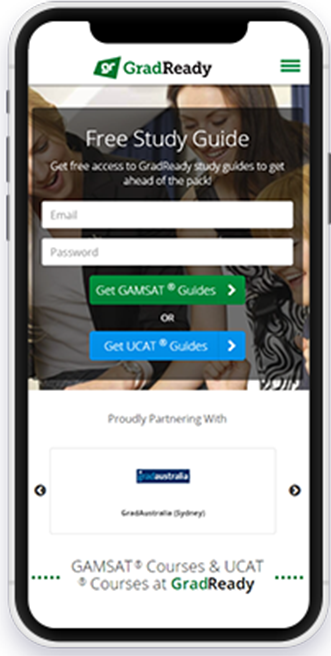 gr GradReady
Free Study Guide
Get free access to GradReady study guides to get
ahead of the pack!
Email
Password
Get GAMSAT ® Guides
OR
Get UCAT ® Guides
Proudly Partnering With
gradaustralia
GradAustralia (Sydney)
GAMSAT® Courses & UCAT
® Courses at GradReady